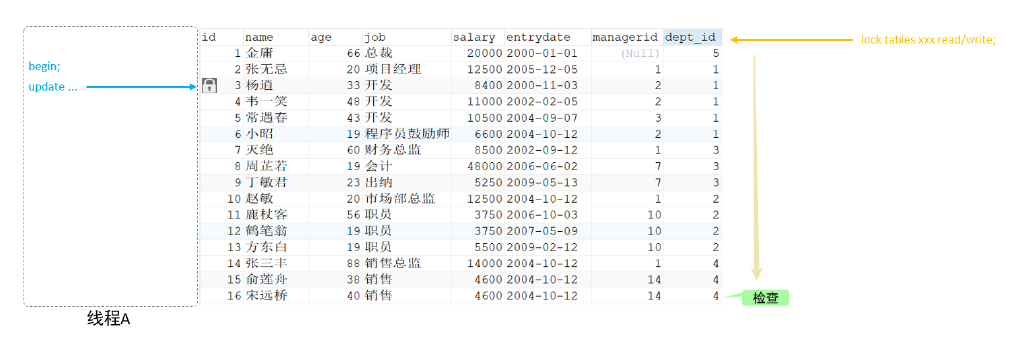 id name age job salary entrydate managerid dept_id
lock tables xxx read/write;
1 金庸 66 总裁 20000 2000-01-01 (Null) 5
begin;
2 张无忌 20 项目经理 12500 2005-12-05 1 1
update ...
3 杨逍 33 开发 8400 2000-11-03 2 1
4 韦一笑 48 开发 11000 2002-02-05 2 1
5 常遇春 43 开发 10500 2004-09-07 3 1
6 小昭 19 程序员鼓励师 6600 2004-10-12 2 1
7 灭绝 60 财务总监 8500 2002-09-12 1 3
8 周芷若 19 会计 48000 2006-06-02 7 3
9 丁敏君 23 出纳 5250 2009-05-13 7 3
10 赵敏 20 市场部总监 12500 2004-10-12 1 2
11 鹿杖客 56 职员 3750 2006-10-03 10 2
12 鹤笔翁 19 职员 3750 2007-05-09 10 2
13 方东白 19 职员 5500 2009-02-12 10 2
14 张三丰 88 销售总监 14000 2004-10-12 1 4
15 俞莲舟 38 销售 4600 2004-10-12 14 4
16 宋远桥 40 销售 4600 2004-10-12 14 4
检查
线程A